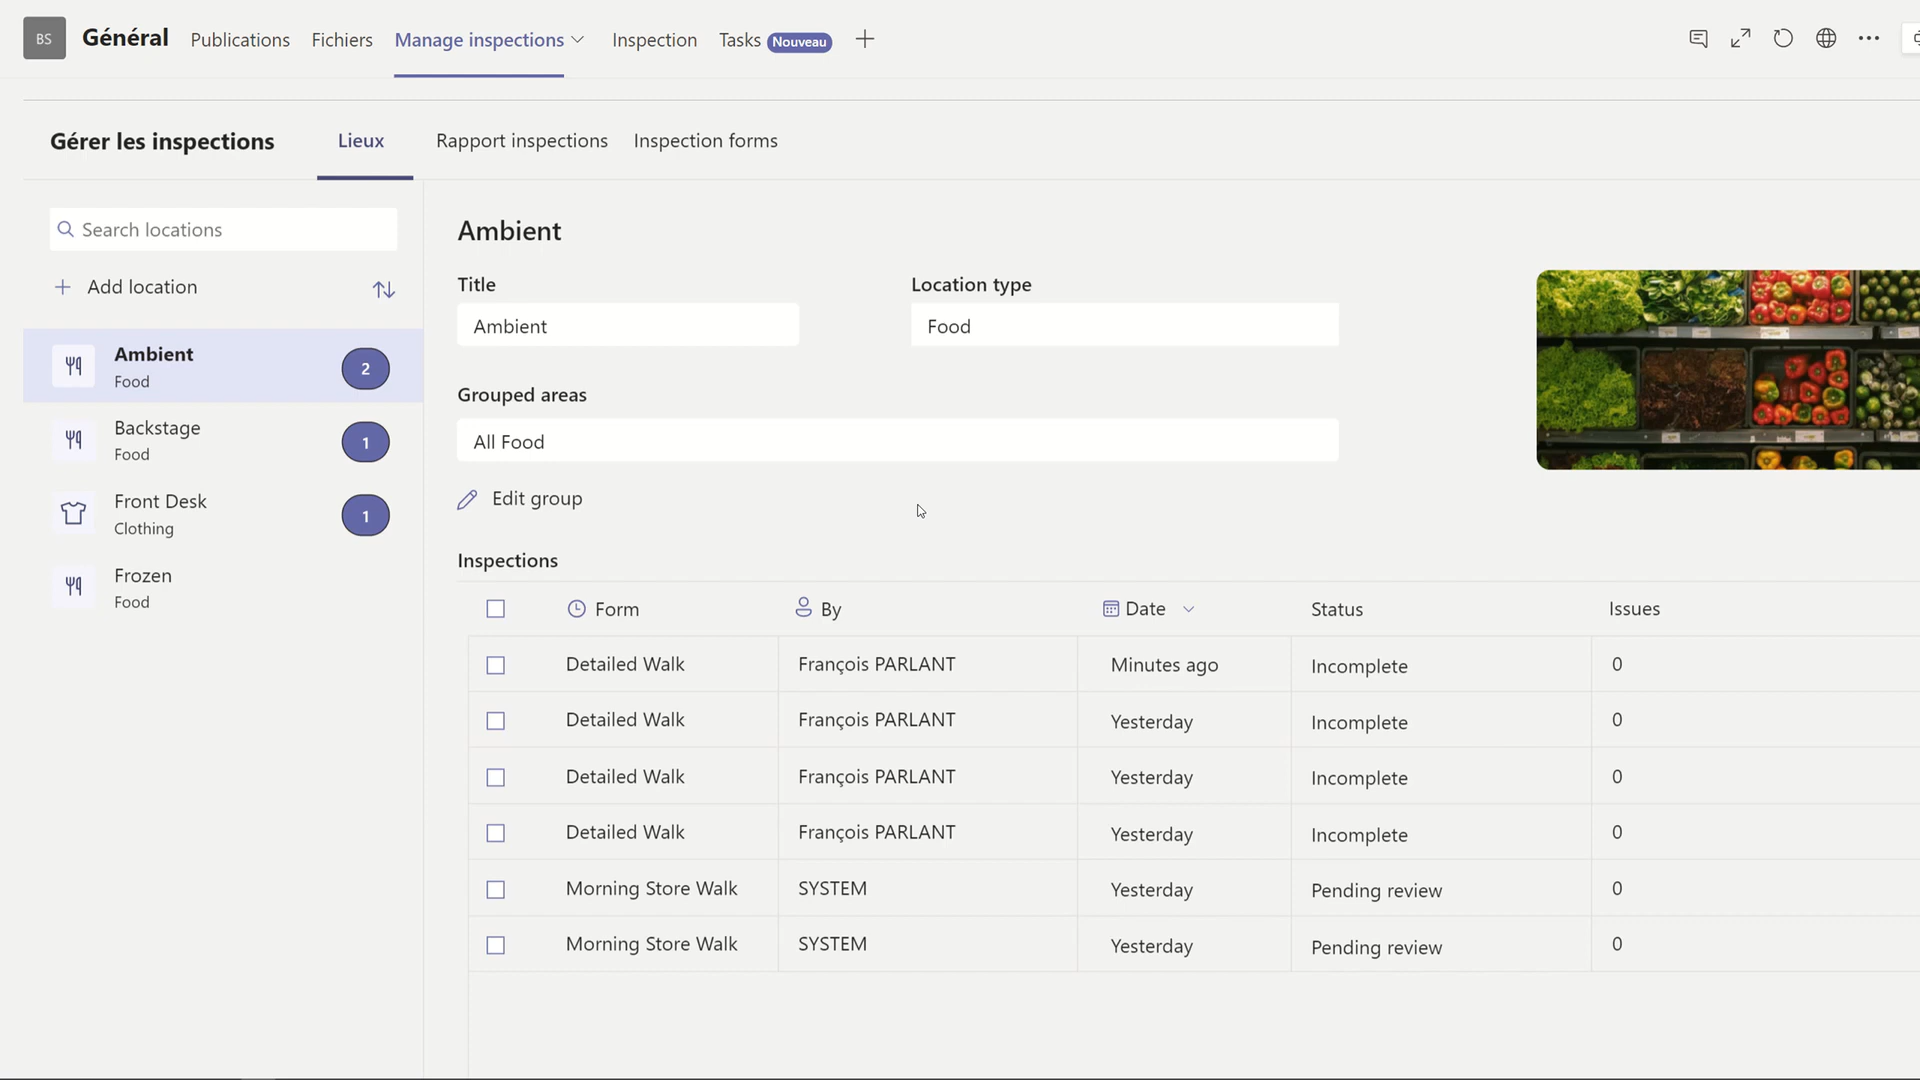 BS
Général
Publications
Fichiers
Manage inspections
Inspection
Tasks
Nouveau
Gérer les inspections
Lieux
Rapport inspections
Inspection forms
Search locations
Add location
Ambient
Food
2
Backstage
Food
1
Front Desk
Clothing
1
Frozen
Food
Ambient
Title
Location type
Ambient
Food
Grouped areas
All Food
Edit group
Inspections
Form By Date Status Issues
Detailed Walk François PARLANT Minutes ago Incomplete 0
Detailed Walk François PARLANT Yesterday Incomplete 0
Detailed Walk François PARLANT Yesterday Incomplete 0
Detailed Walk François PARLANT Yesterday Incomplete 0
Morning Store Walk SYSTEM Yesterday Pending review 0
Morning Store Walk SYSTEM Yesterday Pending review 0